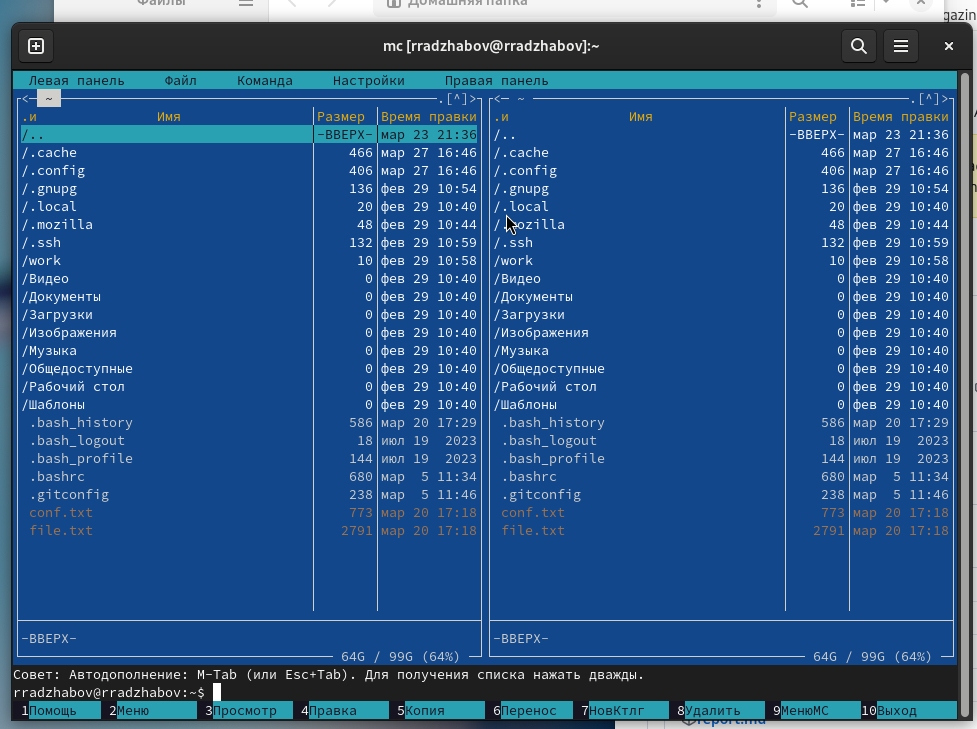 Файлы
Домашняя папка
gazin
mc [rradzhabov@rradzhabov]:~
Левая панель Файл Команда Настройки Правая панель
<─ ~ .[^]> <─ ~ .[^]>
.и Имя Размер Время правки .и Имя Размер Время правки
/.. -ВВЕРХ- мар 23 21:36 /.. -ВВЕРХ- мар 23 21:36
/.cache 466 мар 27 16:46 /.cache 466 мар 27 16:46
/.config 406 мар 27 16:46 /.config 406 мар 27 16:46
/.gnupg 136 фев 29 10:54 /.gnupg 136 фев 29 10:54
/.local 20 фев 29 10:40 /.local 20 фев 29 10:40
/.mozilla 48 фев 29 10:44 /.mozilla 48 фев 29 10:44
/.ssh 132 фев 29 10:59 /.ssh 132 фев 29 10:59
/work 10 фев 29 10:58 /work 10 фев 29 10:58
/Видео 0 фев 29 10:40 /Видео 0 фев 29 10:40
/Документы 0 фев 29 10:40 /Документы 0 фев 29 10:40
/Загрузки 0 фев 29 10:40 /Загрузки 0 фев 29 10:40
/Изображения 0 фев 29 10:40 /Изображения 0 фев 29 10:40
/Музыка 0 фев 29 10:40 /Музыка 0 фев 29 10:40
/Общедоступные 0 фев 29 10:40 /Общедоступные 0 фев 29 10:40
/Рабочий стол 0 фев 29 10:40 /Рабочий стол 0 фев 29 10:40
/Шаблоны 0 фев 29 10:40 /Шаблоны 0 фев 29 10:40
.bash_history 586 мар 20 17:29 .bash_history 586 мар 20 17:29
.bash_logout 18 июл 19 2023 .bash_logout 18 июл 19 2023
.bash_profile 144 июл 19 2023 .bash_profile 144 июл 19 2023
.bashrc 680 мар 5 11:34 .bashrc 680 мар 5 11:34
.gitconfig 238 мар 5 11:46 .gitconfig 238 мар 5 11:46
conf.txt 773 мар 20 17:18 conf.txt 773 мар 20 17:18
file.txt 2791 мар 20 17:18 file.txt 2791 мар 20 17:18
-ВВЕРХ- -ВВЕРХ-
64G / 99G (64%) 64G / 99G (64%)
Совет: Автодополнение: M-Tab (или Esc+Tab). Для получения списка нажать дважды.
rradzhabov@rradzhabov:~$
1Помощь 2Меню 3Просмотр 4Правка 5Копия 6Перенос 7НовКтлг 8Удалить 9МенюМС 10Выход
report.md